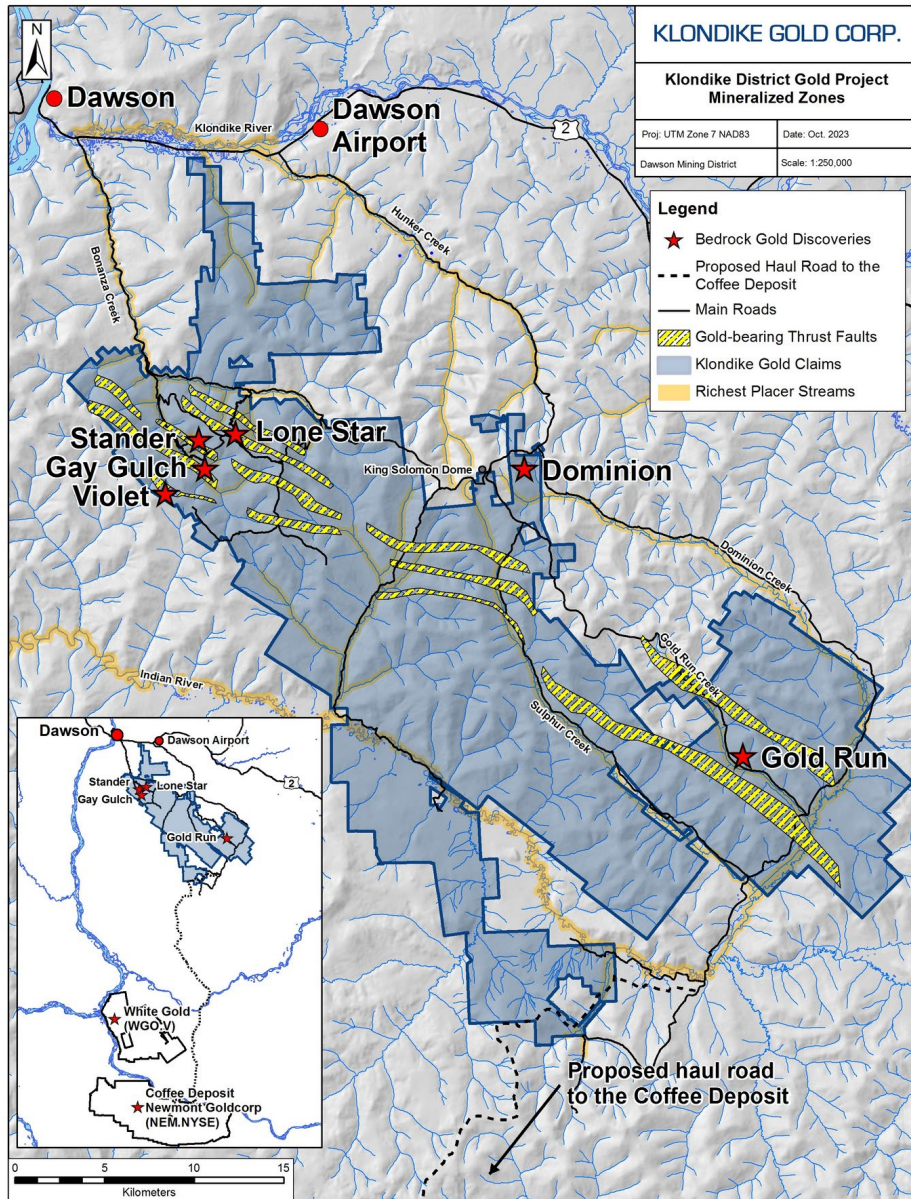 N
KLONDIKE GOLD CORP.
Klondike District Gold Project
Mineralized Zones
Proj: UTM Zone 7 NAD83
Date: Oct. 2023
Dawson Mining District
Scale: 1:250,000
Legend
Bedrock Gold Discoveries
Proposed Haul Road to the
Coffee Deposit
Main Roads
Gold-bearing Thrust Faults
Klondike Gold Claims
Richest Placer Streams
Dawson
Klondike River
Dawson
Airport
2
Hunker Creek
Bonanza Creek
Stander
Lone Star
Gay Gulch
Violet
King Solomon Dome
Dominion
Dominion Creek
Gold Run Creek
Indian River
Sulphur Creek
Gold Run
Proposed haul road
to the Coffee Deposit
Dawson
Dawson Airport
2
Stander
Lone Star
Gay Gulch
Gold Run
White Gold
(WGO.V)
Coffee Deposit
Newmont Goldcorp
(NEM.NYSE)
0 5 10 15
Kilometers